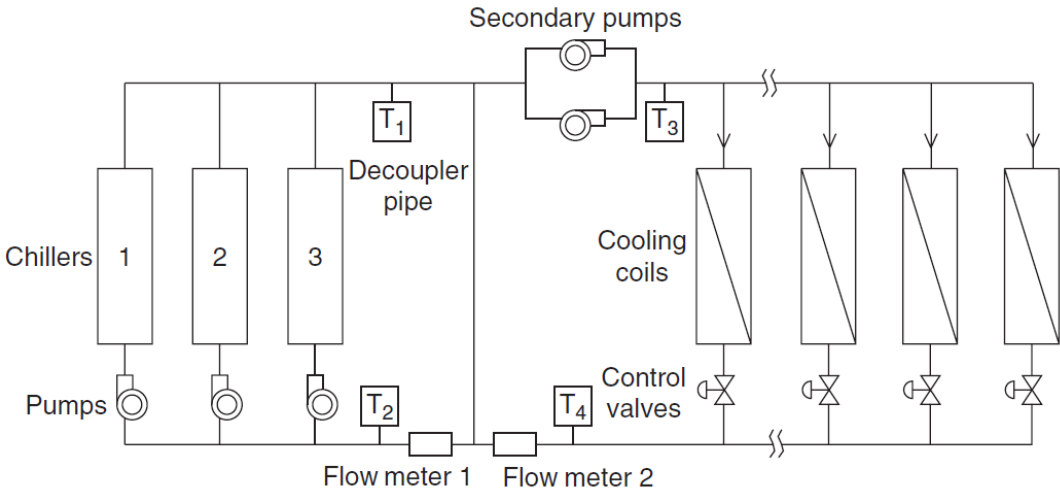 Secondary pumps
T1
T3
Decoupler
pipe
Chillers
1
2
3
Cooling
coils
Pumps
T2
T4
Control
valves
Flow meter 1
Flow meter 2